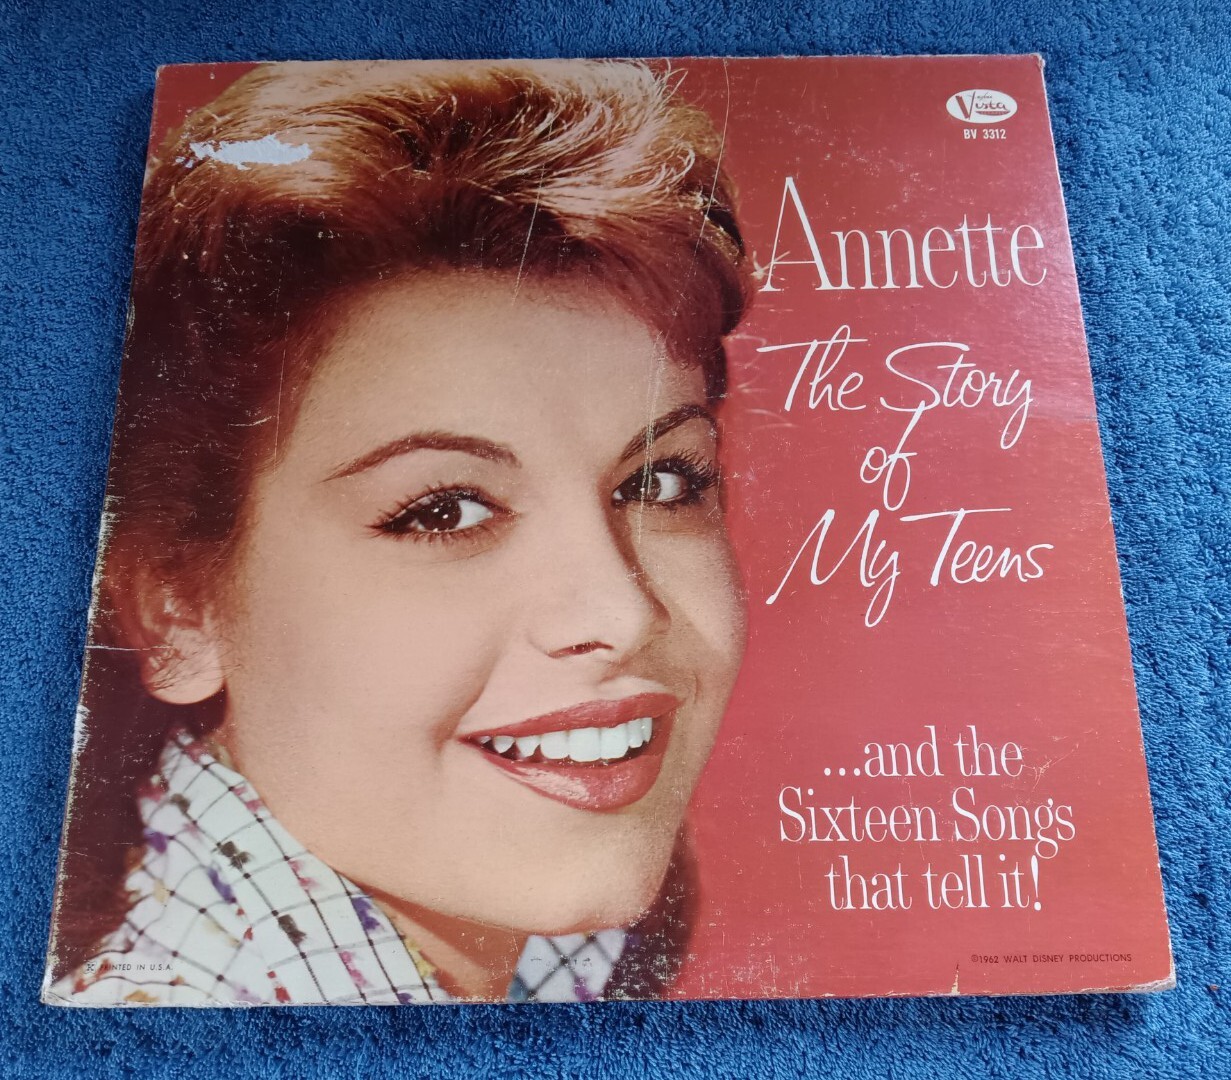 Vista
BV 3312
Annette
The Story
of
My Teens
...and the
Sixteen Songs
that tell it!
3C PRINTED IN U.S.A.
©1962 WALT DISNEY PRODUCTIONS